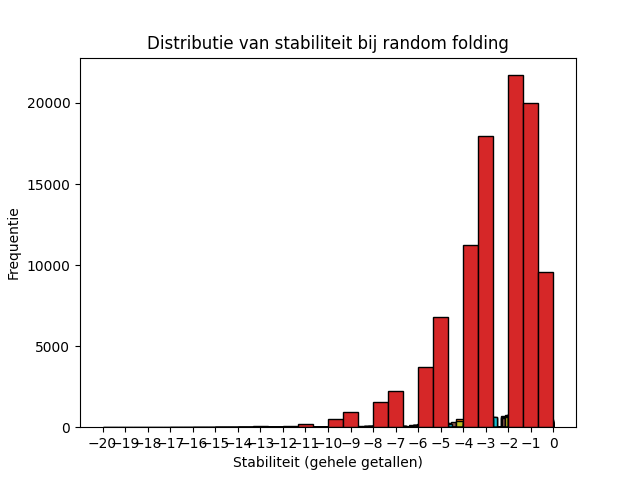 Distributie van stabiliteit bij random folding
20000
15000
10000
5000
0
Frequentie
−20−19−18−17−16−15−14−13−12−11−10 −9 −8 −7 −6 −5 −4 −3 −2 −1 0
Stabiliteit (gehele getallen)